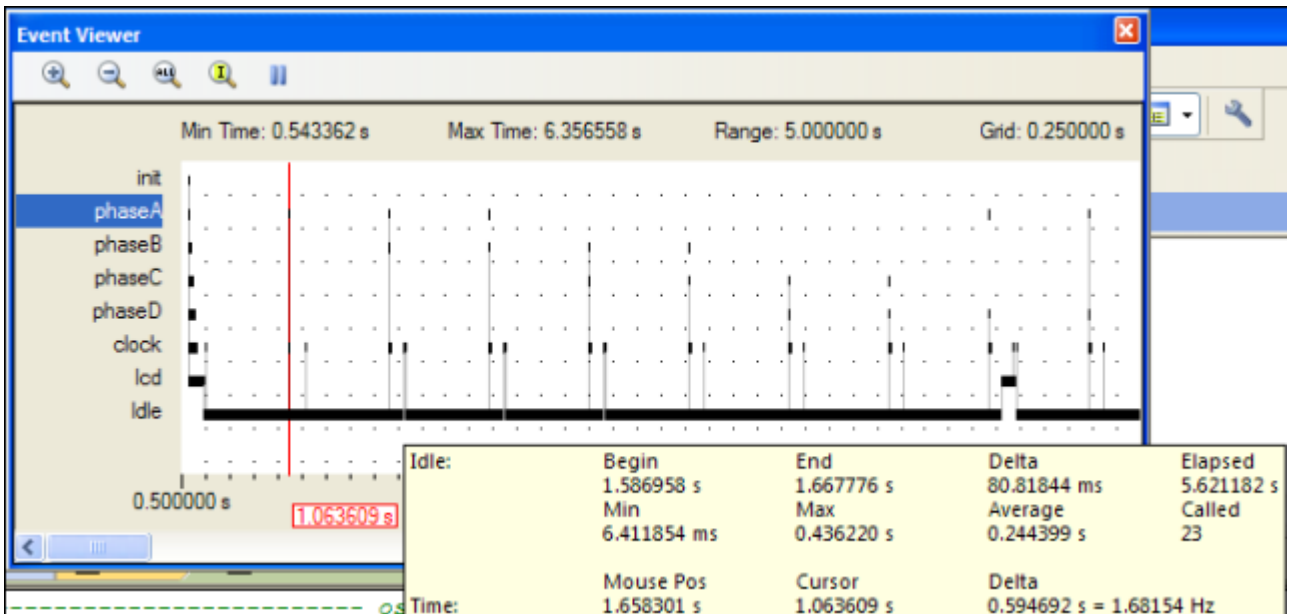 Event Viewer
ALL I
Min Time: 0.543362 s Max Time: 6.356558 s Range: 5.000000 s Grid: 0.250000 s
init
phaseA
phaseB
phaseC
phaseD
clock
lcd
Idle
0.500000 s
1.063609 s
Idle: Begin End Delta Elapsed
1.586958 s 1.667776 s 80.81844 ms 5.621182 s
Min Max Average Called
6.411854 ms 0.436220 s 0.244399 s 23
Mouse Pos Cursor Delta
os Time: 1.658301 s 1.063609 s 0.594692 s = 1.68154 Hz